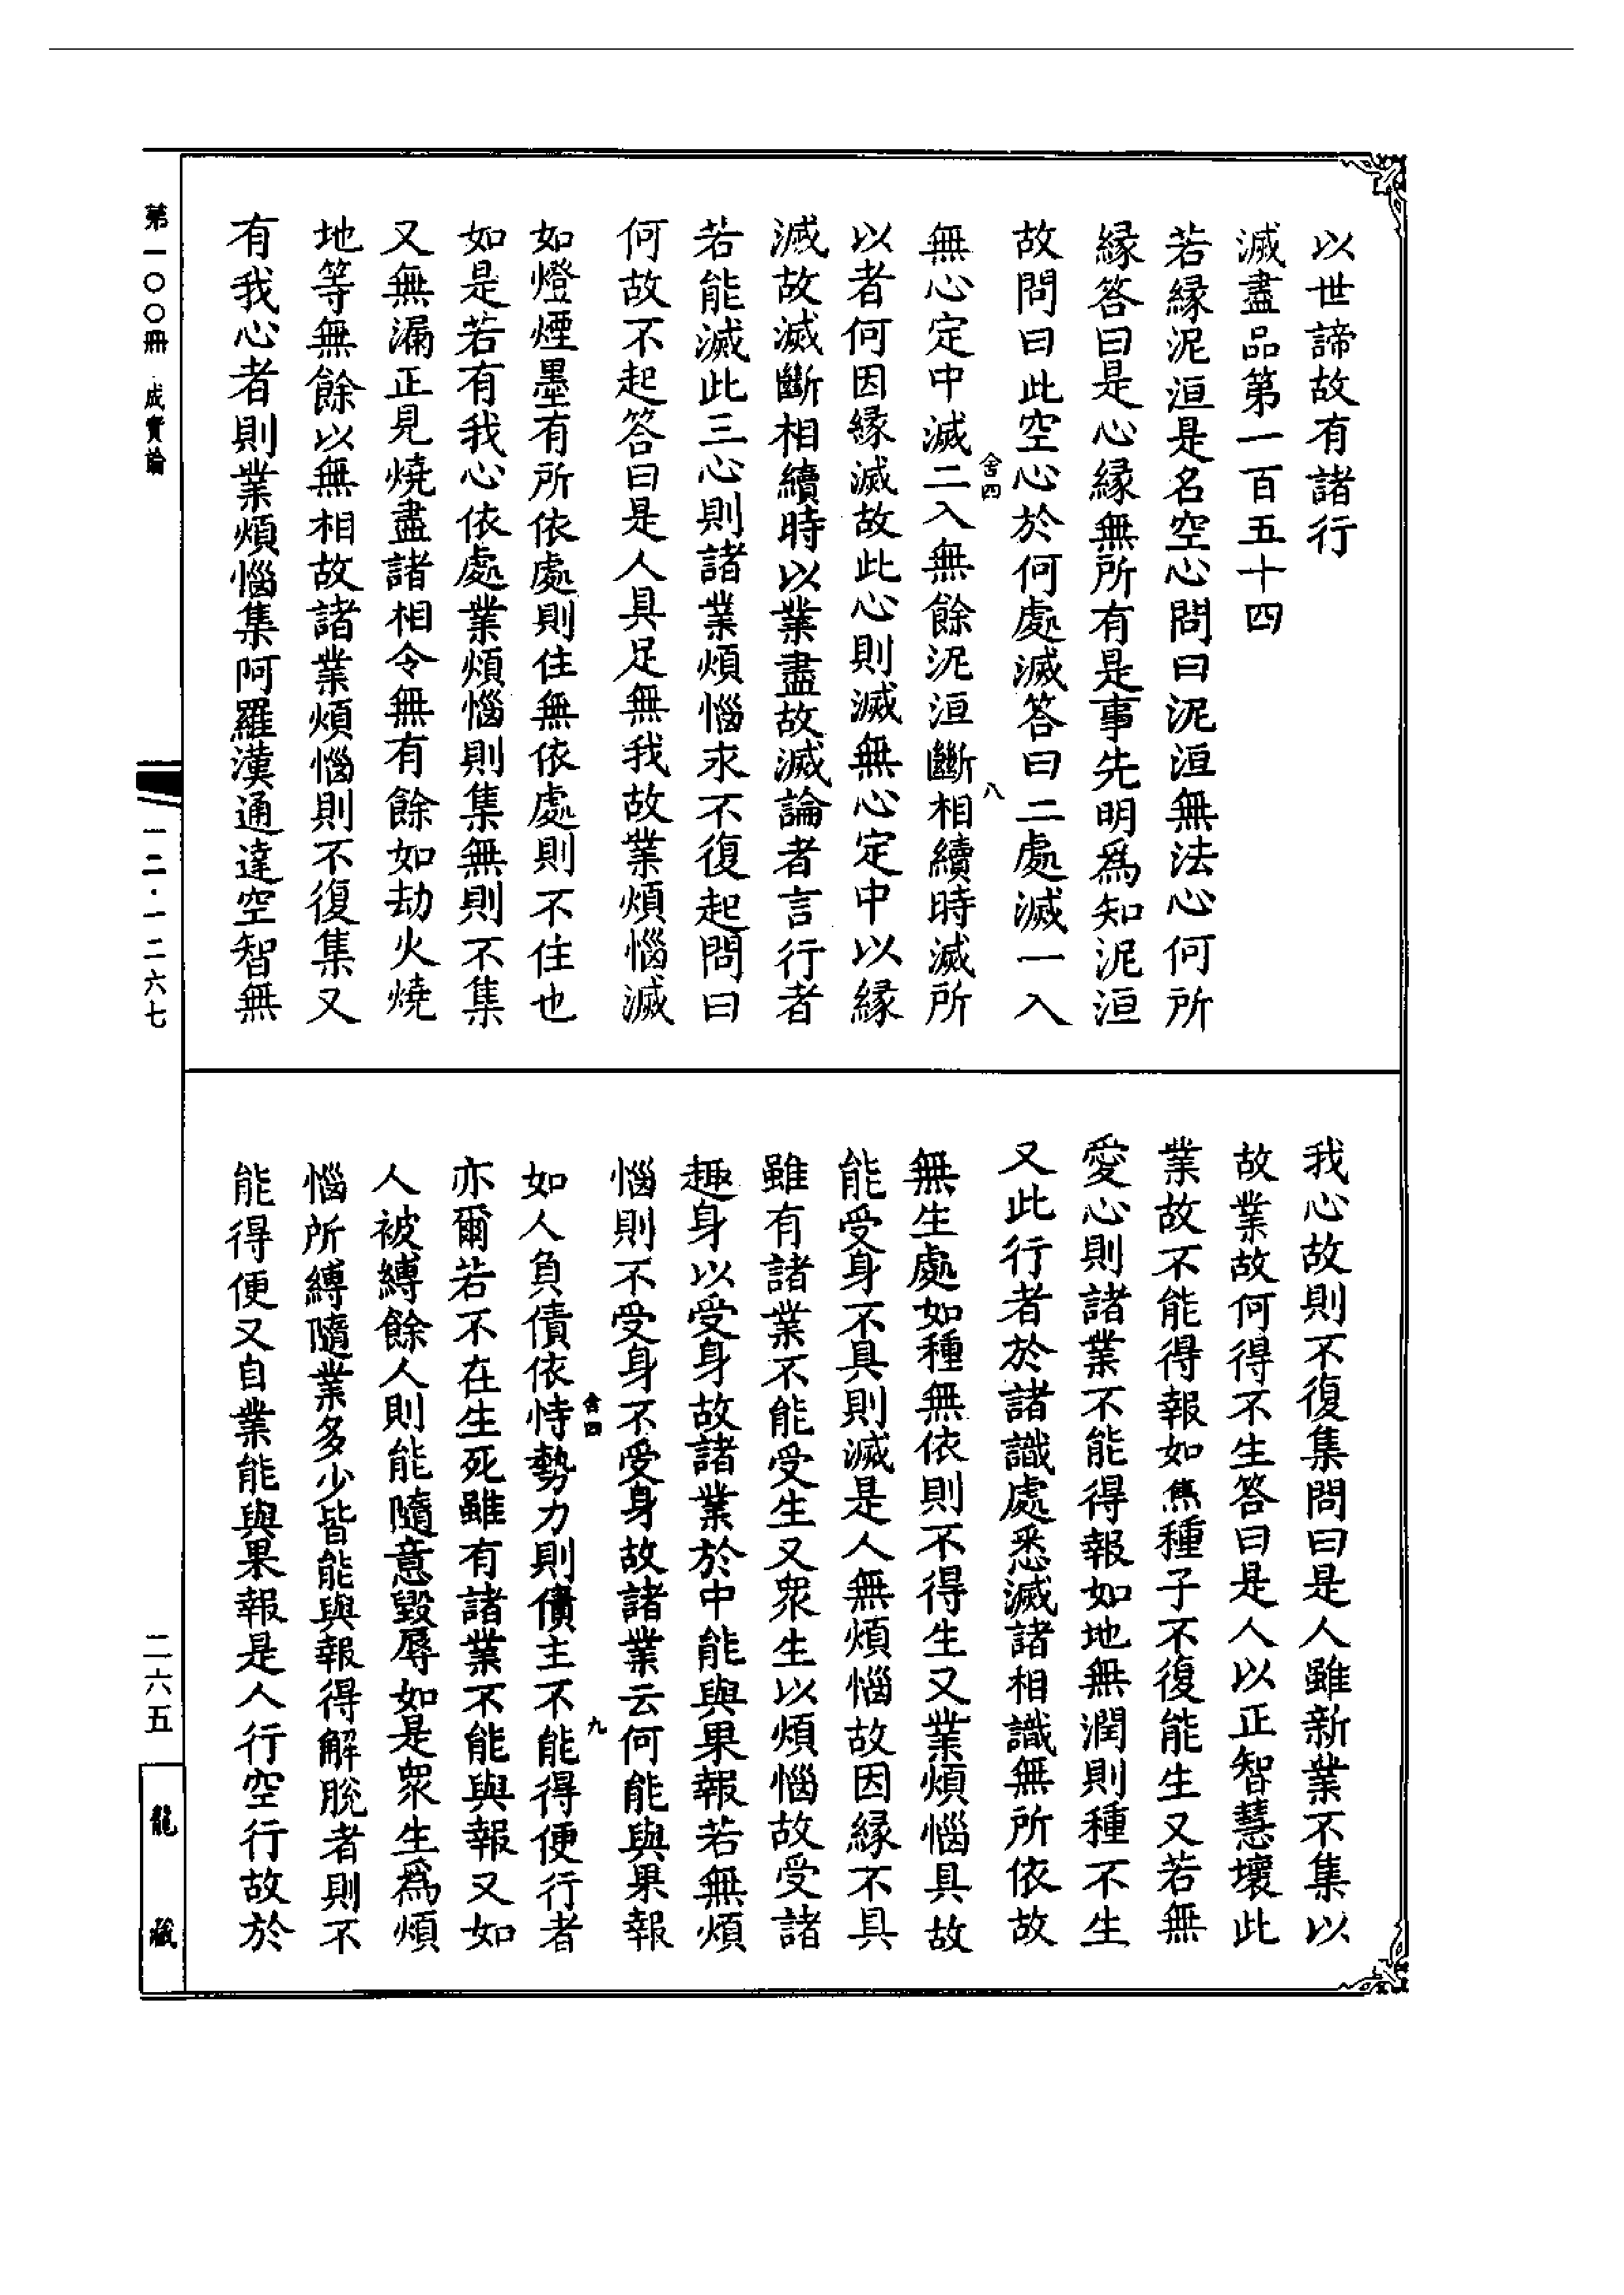 以世諦故有諸行
滅盡品第一百五十四
若縁泥洹是名空心問曰泥洹無法心何所
縁答曰是心縁無所有是事先明爲知泥洹
故問曰此空心於何處滅答曰二處滅一入
舍四 八
無心定中滅二入無餘泥洹斷相續時滅所
以者何因縁滅故此心則滅無心定中以縁
滅故滅斷相續時以業盡故滅論者言行者
若能滅此三心則諸業煩惱求不復起問曰
何故不起答曰是人具足無我故業煩惱滅
如燈煙墨有所依處則住無依處則不住也
如是若有我心依處業煩惱則集無則不集
又無漏正見燒盡諸相令無有餘如劫火燒
地等無餘以無相故諸業煩惱則不復集又
有我心者則業煩惱集阿羅漢通達空智無
我心故則不復集問曰是人雖新業不集以
故業故何得不生答曰是人以正智慧壞此
業故不能得報如焦種子不復能生又若無
愛心則諸業不能得報如地無潤則種不生
又此行者於諸識處悉滅諸相識無所依故
無生處如種無依則不得生又業煩惱具故
能受身不具則滅是人無煩惱故因縁不具
雖有諸業不能受生又衆生以煩惱故受諸
趣身以受身故諸業於中能與果報若無煩
惱則不受身不受身故諸業云何能與果報
舍四 九
如人負債依恃勢力則債主不能得便行者
亦爾若不在生死雖有諸業不能與報又如
人被縛餘人則能隨意毀辱如是衆生爲煩
惱所縛隨業多少皆能與報得解脫者則不
能得便又自業能與果報是人行空行故於
第一〇〇冊 成實論
一二·一二六七
二六五
龍藏